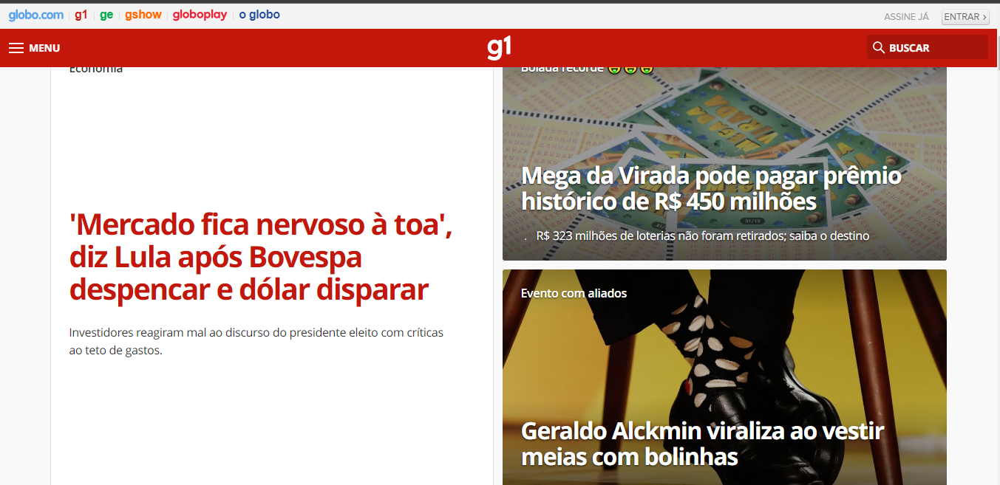 globo.com g1 ge gshow globoplay o globo
ASSINE JÁ
ENTRAR
MENU
g1
BUSCAR
Economia
'Mercado fica nervoso à toa',
diz Lula após Bovespa
despencar e dólar disparar
Investidores reagiram mal ao discurso do presidente eleito com críticas
ao teto de gastos.
Bolada recorde 🤑🤑🤑
Mega da Virada pode pagar prêmio
histórico de R$ 450 milhões
. R$ 323 milhões de loterias não foram retirados; saiba o destino
Evento com aliados
Geraldo Alckmin viraliza ao vestir
meias com bolinhas